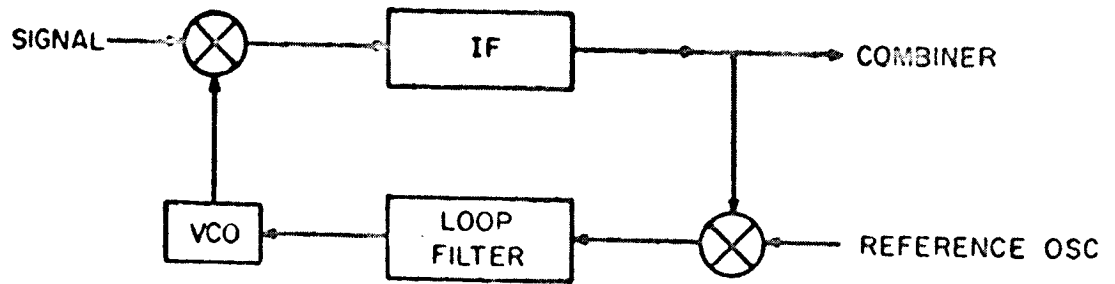 SIGNAL
IF
COMBINER
VCO
LOOP
FILTER
REFERENCE OSC